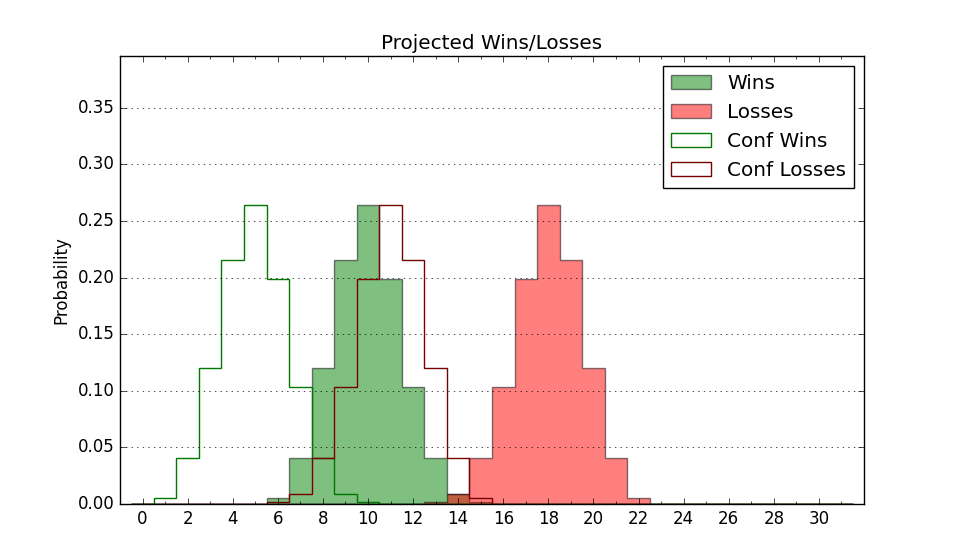 Projected Wins/Losses
Wins
Losses
Conf Wins
Conf Losses
Probability
0.35
0.30
0.25
0.20
0.15
0.10
0.05
0.00
0 2 4 6 8 10 12 14 16 18 20 22 24 26 28 30